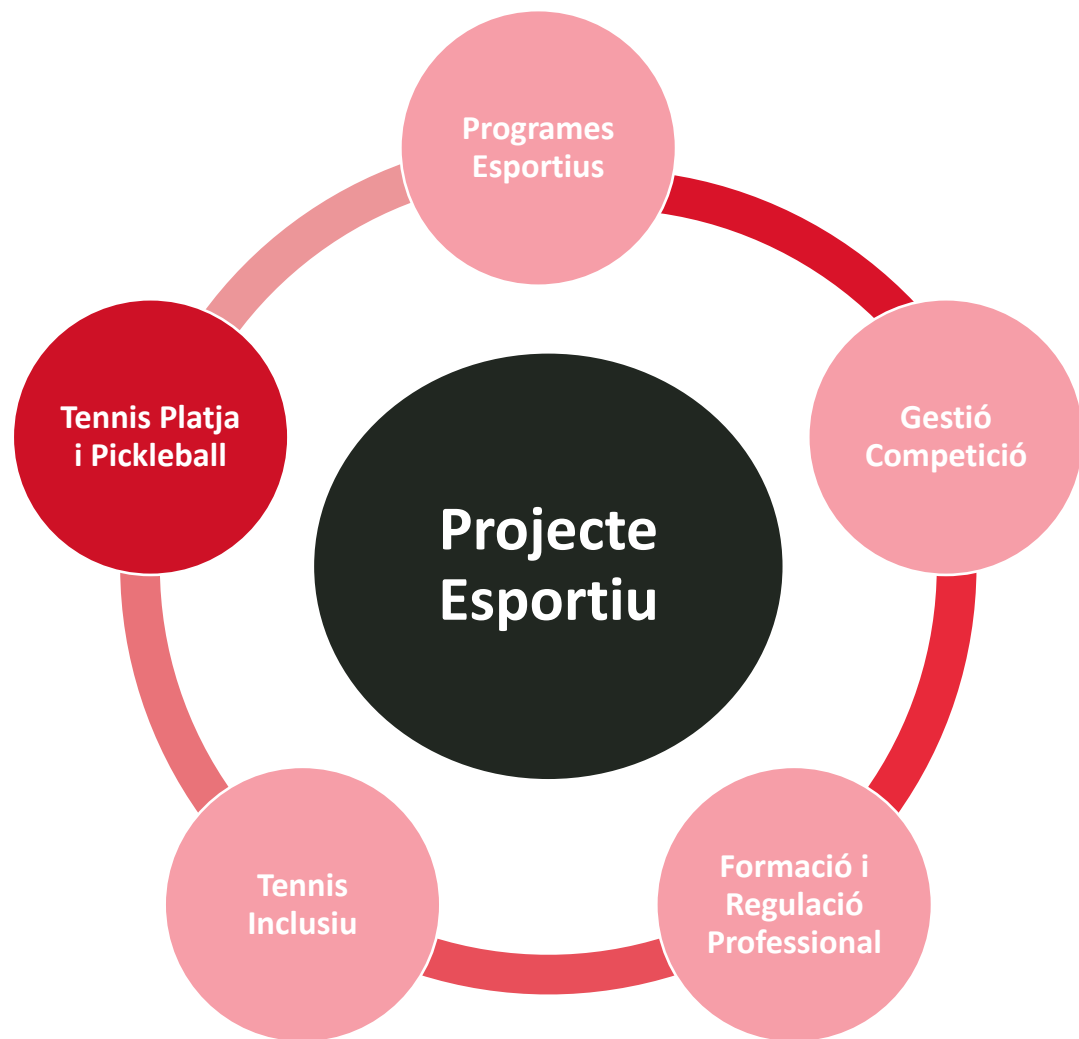 Programes
Esportius
Gestió
Competició
Formació i
Regulació
Professional
Tennis
Inclusiu
Tennis Platja
i Pickleball
Projecte
Esportiu